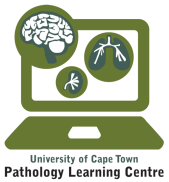 University of Cape Town
Pathology Learning Centre